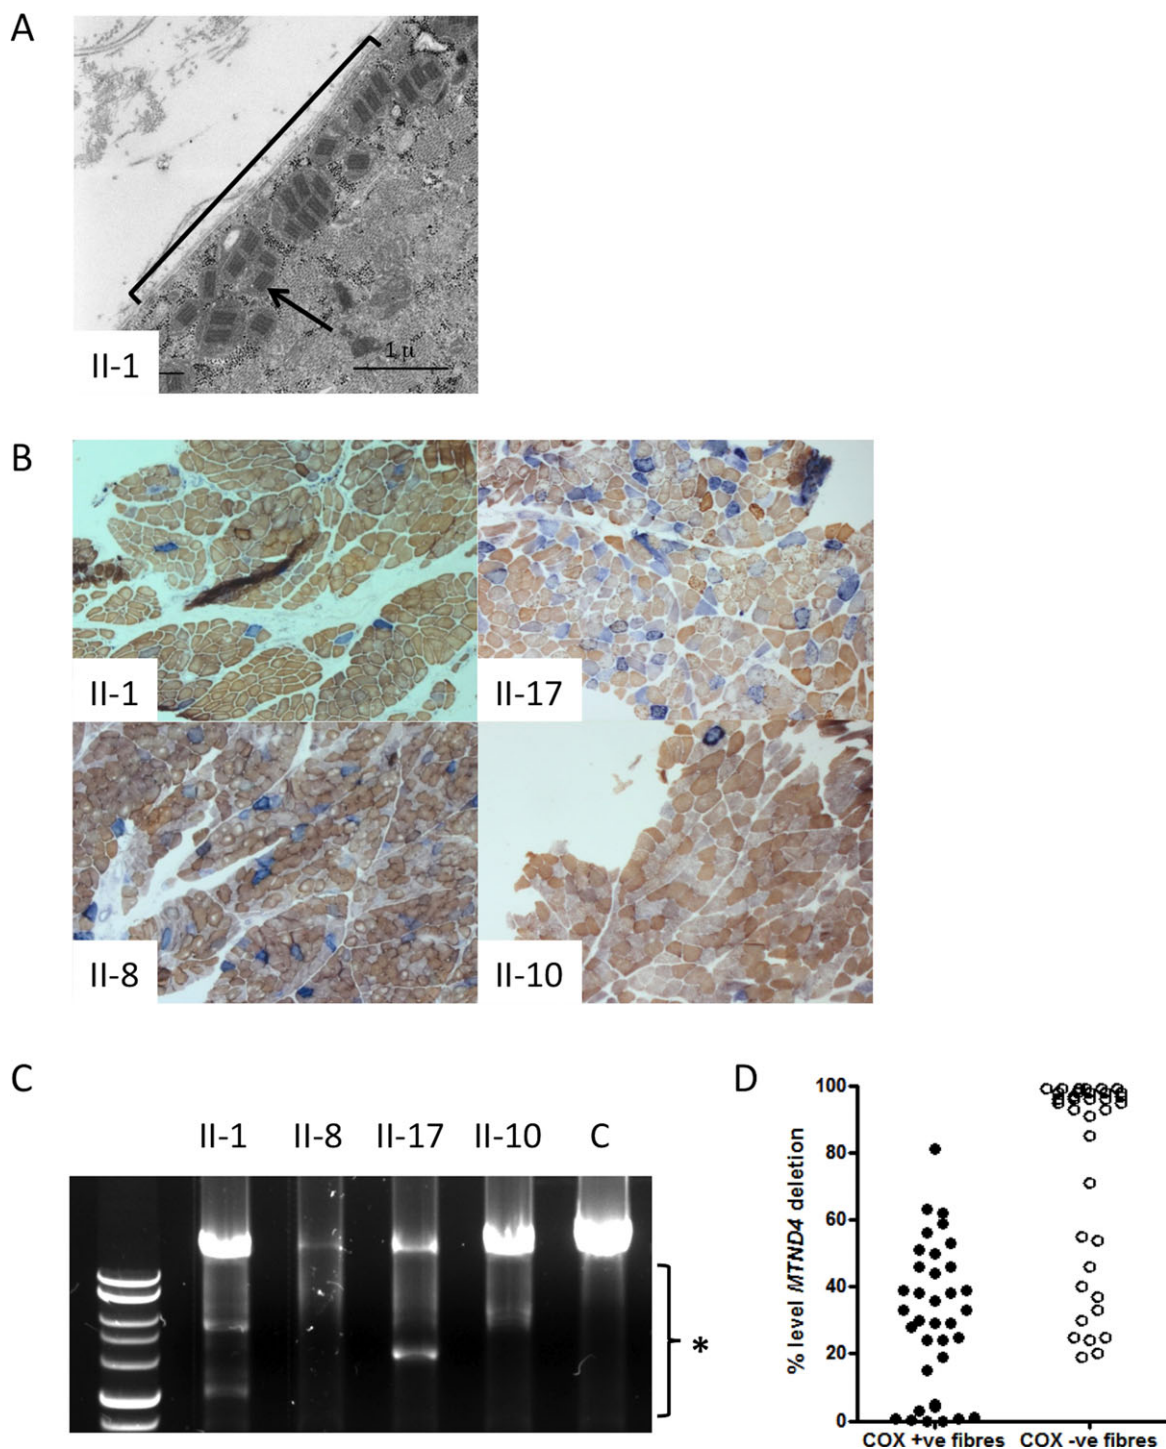 A
1 µ
II-1
B
II-1
II-17
II-8
II-10
C
II-1 II-8 II-17 II-10 C
*
D
100
80
60
40
20
0
% level MTND4 deletion
COX +ve fibres COX -ve fibres